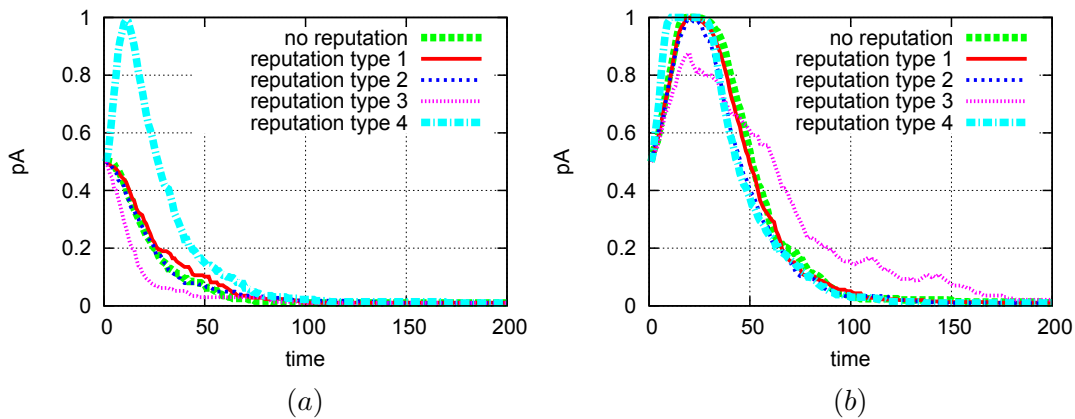 1
0.8
0.6
0.4
0.2
0
pA
no reputation
reputation type 1
reputation type 2
reputation type 3
reputation type 4
0 50 100 150 200
time
(a)
1
0.8
0.6
0.4
0.2
0
pA
no reputation
reputation type 1
reputation type 2
reputation type 3
reputation type 4
0 50 100 150 200
time
(b)